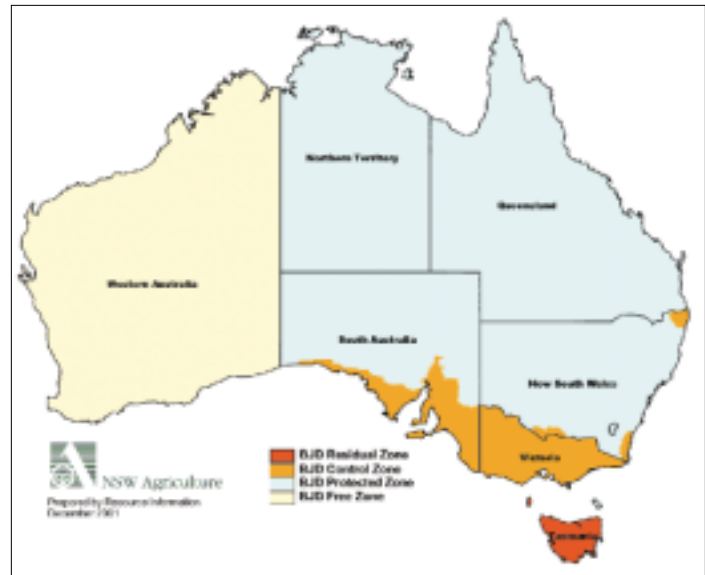 Northern Territory
Queensland
Western Australia
South Australia
New South Wales
Victoria
Tasmania
NSW Agriculture
Prepared by Resource Information
December 2001
BJD Residual Zone
BJD Control Zone
BJD Protected Zone
BJD Free Zone